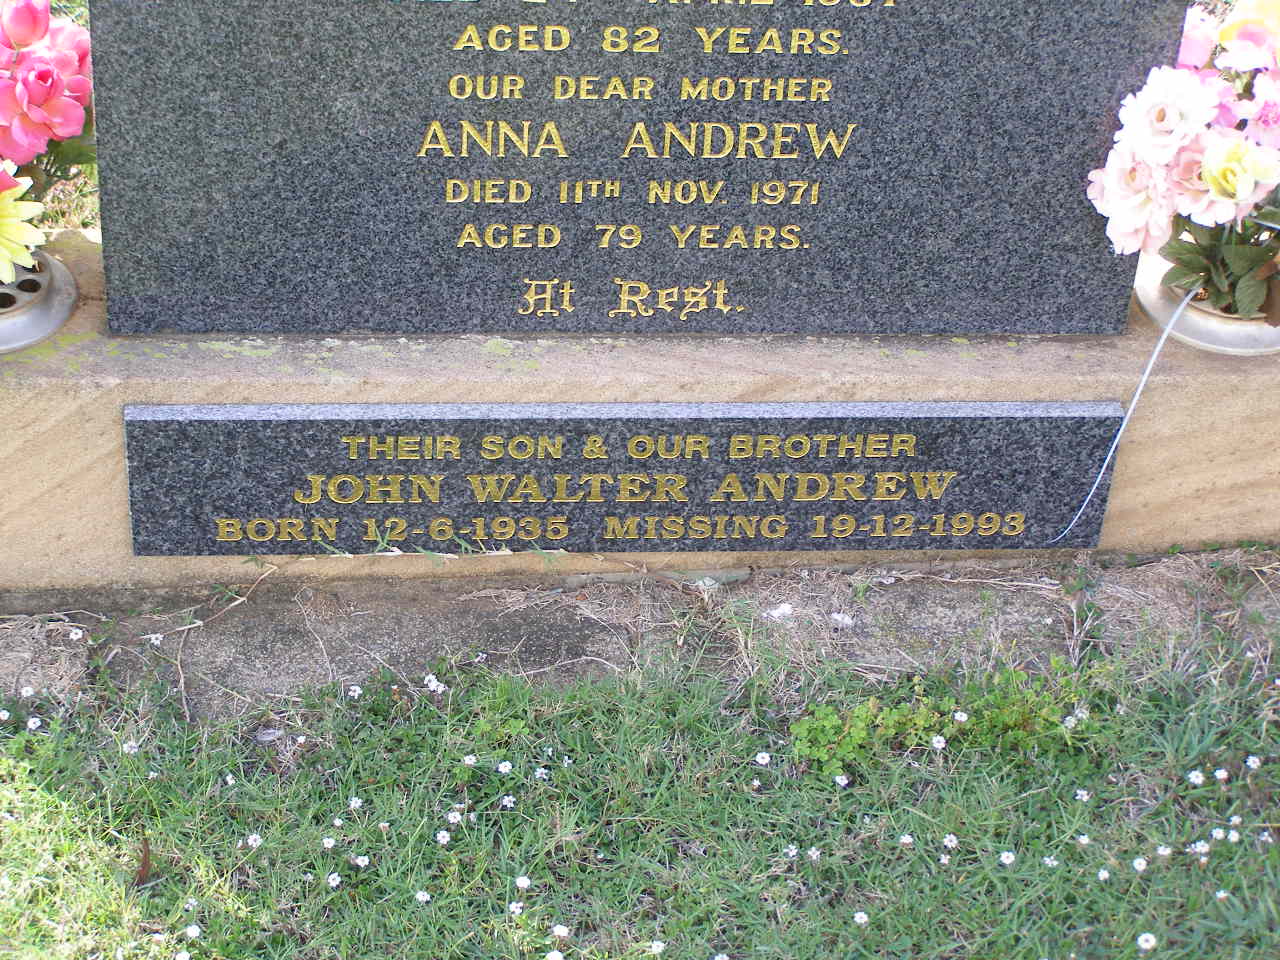 APRIL
AGED 82 YEARS.
OUR DEAR MOTHER
ANNA ANDREW
DIED 11TH NOV. 1971
AGED 79 YEARS.
At Rest.
THEIR SON & OUR BROTHER
JOHN WALTER ANDREW
BORN 12-6-1935 MISSING 19-12-1993